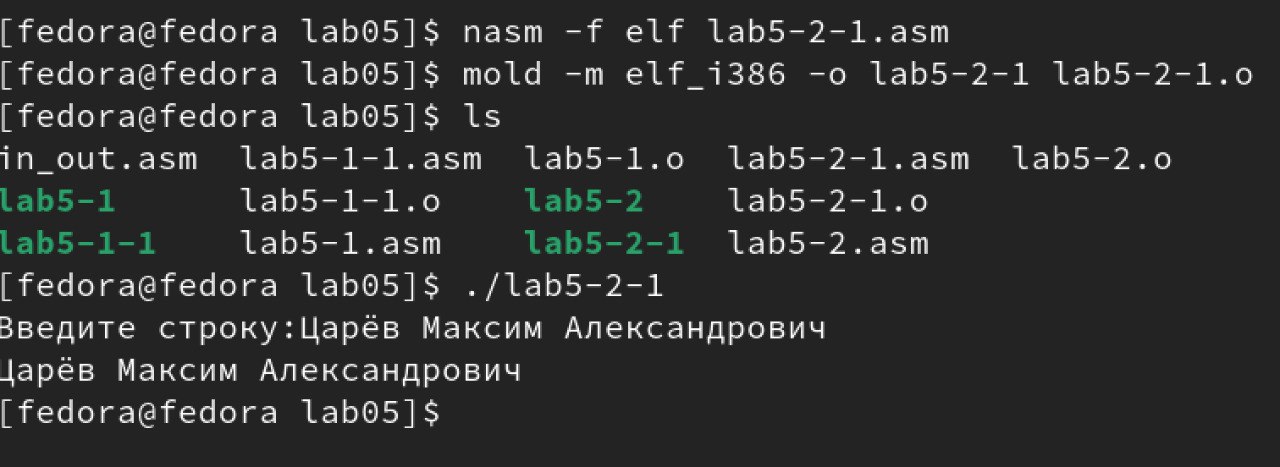 [fedora@fedora lab05]$ nasm -f elf lab5-2-1.asm
[fedora@fedora lab05]$ mold -m elf_i386 -o lab5-2-1 lab5-2-1.o
[fedora@fedora lab05]$ ls
in_out.asm  lab5-1-1.asm  lab5-1.o  lab5-2-1.asm  lab5-2.o
lab5-1      lab5-1-1.o    lab5-2    lab5-2-1.o
lab5-1-1    lab5-1.asm    lab5-2-1  lab5-2.asm
[fedora@fedora lab05]$ ./lab5-2-1
Введите строку:Царёв Максим Александрович
Царёв Максим Александрович
[fedora@fedora lab05]$